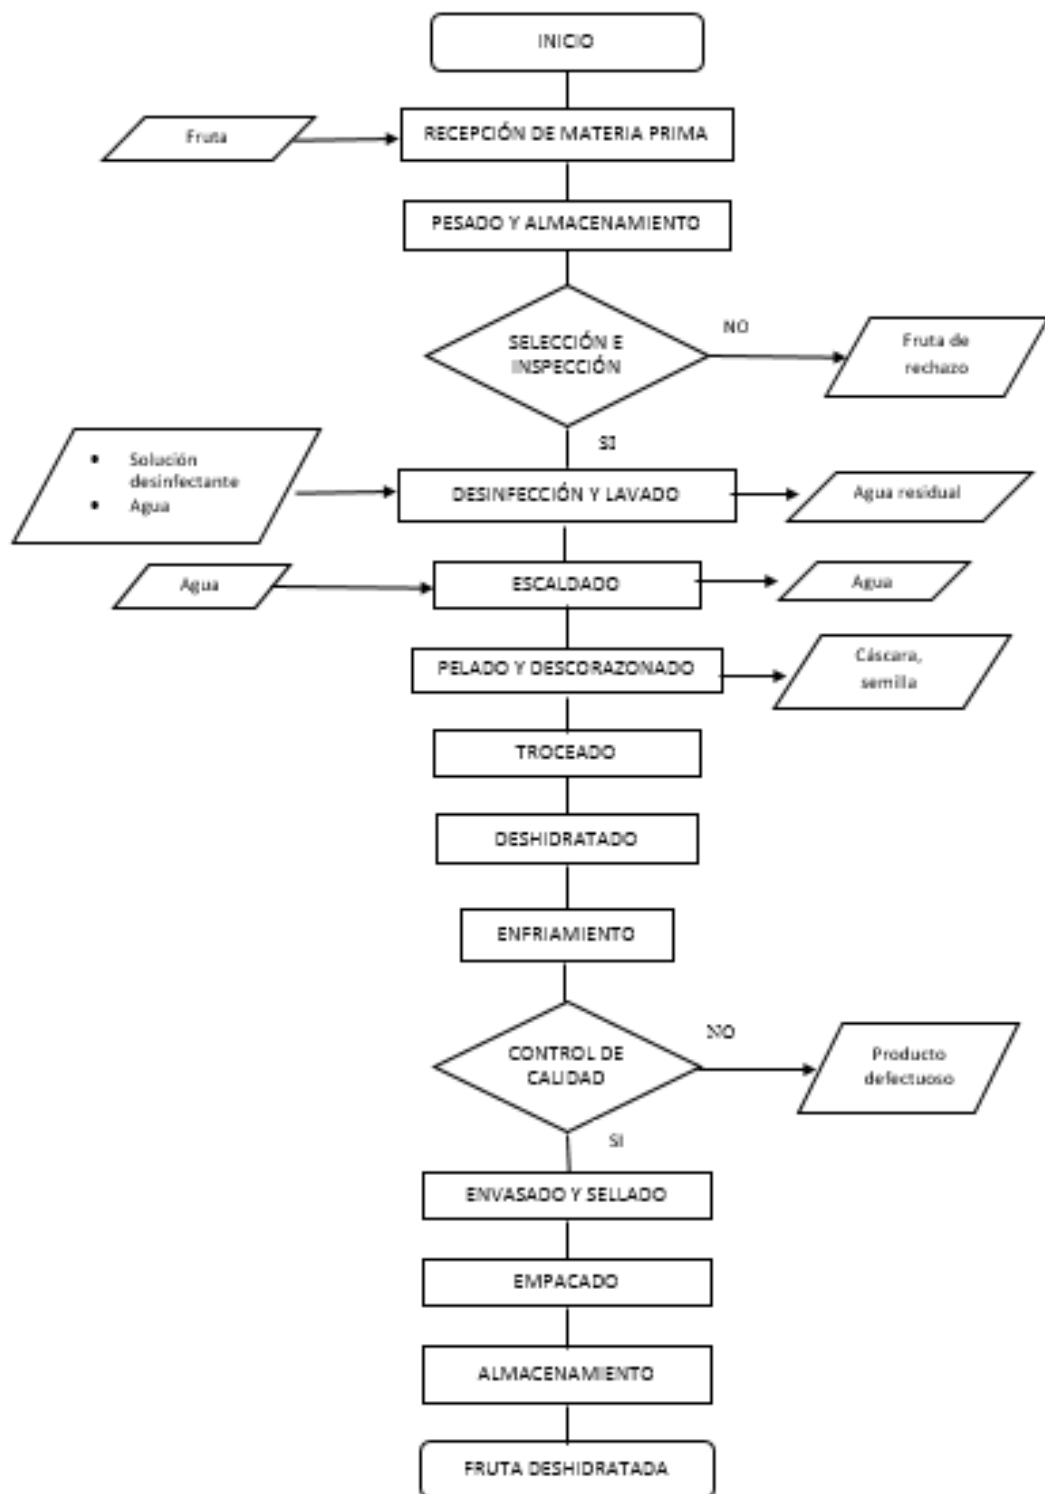 INICIO
Fruta
RECEPCIÓN DE MATERIA PRIMA
PESADO Y ALMACENAMIENTO
SELECCIÓN E
INSPECCIÓN
NO
Fruta de
rechazo
SI
• Solución
desinfectante
• Agua
DESINFECCIÓN Y LAVADO
Agua residual
Agua
ESCALDADO
Agua
PELADO Y DESCORAZONADO
Cáscara,
semilla
TROCEADO
DESHIDRATADO
ENFRIAMIENTO
CONTROL DE
CALIDAD
NO
Producto
defectuoso
SI
ENVASADO Y SELLADO
EMPACADO
ALMACENAMIENTO
FRUTA DESHIDRATADA